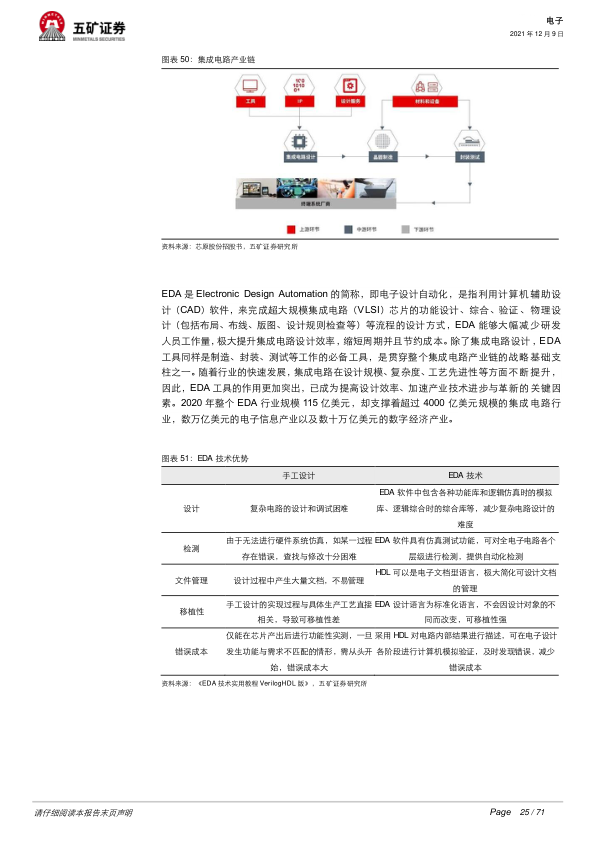 五矿证券
MINMETALS SECURITIES
电子
2021 年 12 月 9 日
图表 50：集成电路产业链
工具
IP
设计服务
材料和设备
集成电路设计
晶圆制造
封装测试
终端系统厂商
上游环节
中游环节
下游环节
资料来源：芯原股份招股书，五矿证券研究所
EDA 是 Electronic Design Automation 的简称，即电子设计自动化，是指利用计算机辅助设
计（CAD）软件，来完成超大规模集成电路（VLSI）芯片的功能设计、综合、验证、物理设
计（包括布局、布线、版图、设计规则检查等）等流程的设计方式，EDA 能够大幅减少研发
人员工作量，极大提升集成电路设计效率，缩短周期并且节约成本。除了集成电路设计，EDA
工具同样是制造、封装、测试等工作的必备工具，是贯穿整个集成电路产业链的战略基础支
柱之一。随着行业的快速发展，集成电路在设计规模、复杂度、工艺先进性等方面不断提升，
因此，EDA 工具的作用更加突出，已成为提高设计效率、加速产业技术进步与革新的关键因
素。2020 年整个 EDA 行业规模 115 亿美元，却支撑着超过 4000 亿美元规模的集成电路行
业，数万亿美元的电子信息产业以及数十万亿美元的数字经济产业。
图表 51：EDA 技术优势
手工设计 EDA 技术
设计 复杂电路的设计和调试困难 EDA 软件中包含各种功能库和逻辑仿真时的模拟
库、逻辑综合时的综合库等，减少复杂电路设计的
难度
检测 由于无法进行硬件系统仿真，如某一过程 EDA 软件具有仿真测试功能，可对全电子电路各个
存在错误，查找与修改十分困难 层级进行检测，提供自动化检测
文件管理 设计过程中产生大量文档，不易管理 HDL 可以是电子文档型语言，极大简化可设计文档
的管理
移植性 手工设计的实现过程与具体生产工艺直接 EDA 设计语言为标准化语言，不会因设计对象的不
相关，导致可移植性差 同而改变，可移植性强
错误成本 仅能在芯片产出后进行功能性实测，一旦 采用 HDL 对电路内部结果进行描述，可在电子设计
发生功能与需求不匹配的情形，需从头开 各阶段进行计算机模拟验证，及时发现错误，减少
始，错误成本大 错误成本
资料来源：《EDA 技术实用教程 VerilogHDL 版》，五矿证券研究所
请仔细阅读本报告末页声明
Page 25 / 71